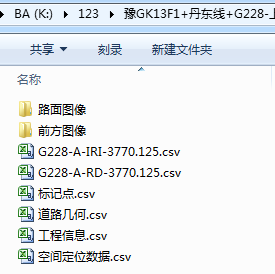 BA (K:) ▸ 123 ▸ 豫GK13F1+丹东线+G228-
共享 刻录 新建文件夹
名称
路面图像
前方图像
G228-A-IRI-3770.125.csv
G228-A-RD-3770.125.csv
标记点.csv
道路几何.csv
工程信息.csv
空间定位数据.csv